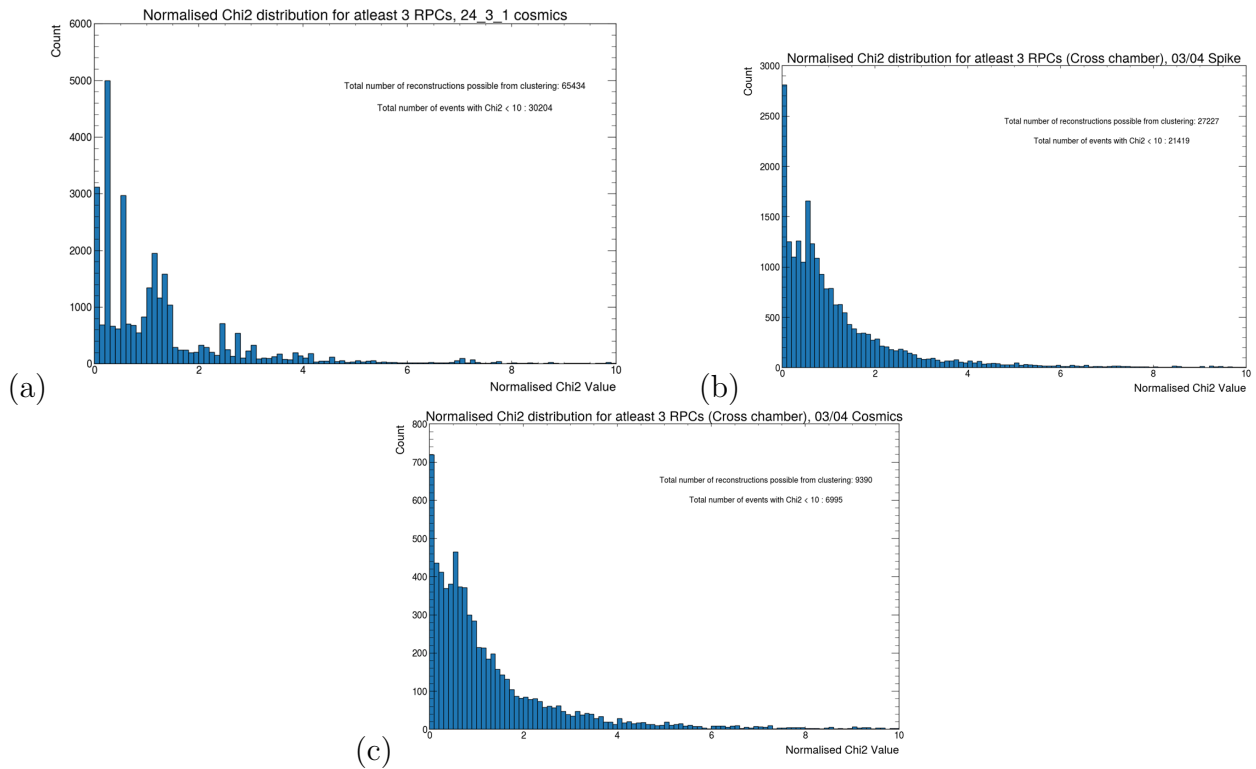 Normalised Chi2 distribution for atleast 3 RPCs, 24_3_1 cosmics
Count
6000
5000
4000
3000
2000
1000
0
Total number of reconstructions possible from clustering: 65434
Total number of events with Chi2 < 10 : 30204
0 2 4 6 8 10
Normalised Chi2 Value
(a)
Normalised Chi2 distribution for atleast 3 RPCs (Cross chamber), 03/04 Spike
Count
3000
2500
2000
1500
1000
500
0
Total number of reconstructions possible from clustering: 27227
Total number of events with Chi2 < 10 : 21419
0 2 4 6 8 10
Normalised Chi2 Value
(b)
Normalised Chi2 distribution for atleast 3 RPCs (Cross chamber), 03/04 Cosmics
Count
800
700
600
500
400
300
200
100
0
Total number of reconstructions possible from clustering: 9390
Total number of events with Chi2 < 10 : 6995
0 2 4 6 8 10
Normalised Chi2 Value
(c)